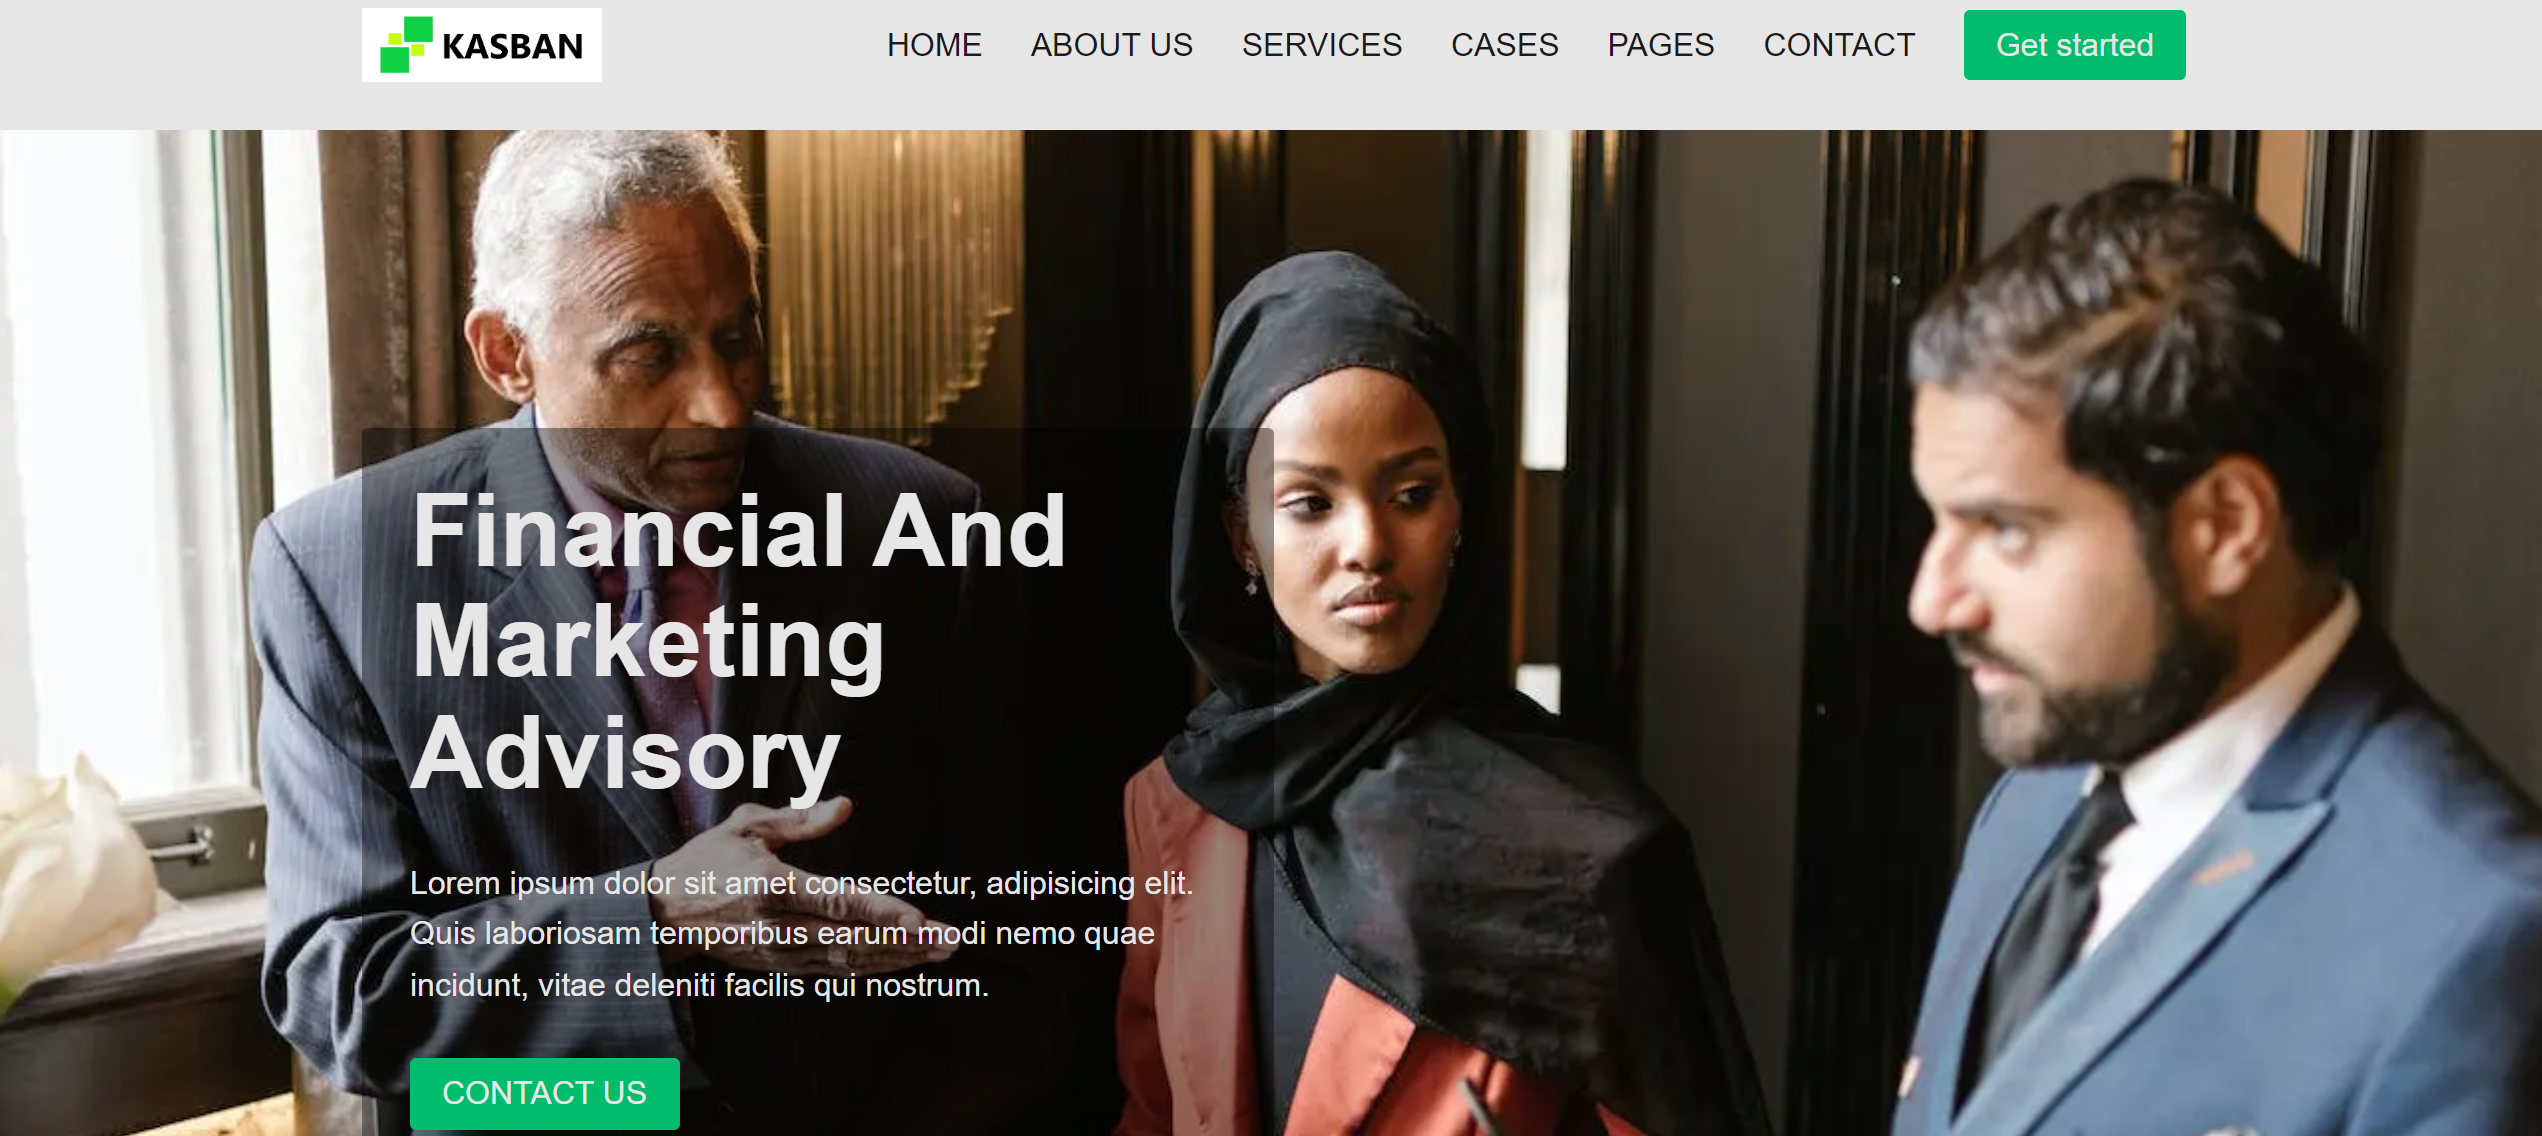 KASBAN
HOME ABOUT US SERVICES CASES PAGES CONTACT Get started
Financial And
Marketing
Advisory
Lorem ipsum dolor sit amet consectetur, adipisicing elit.
Quis laboriosam temporibus earum modi nemo quae
incidunt, vitae deleniti facilis qui nostrum.
CONTACT US